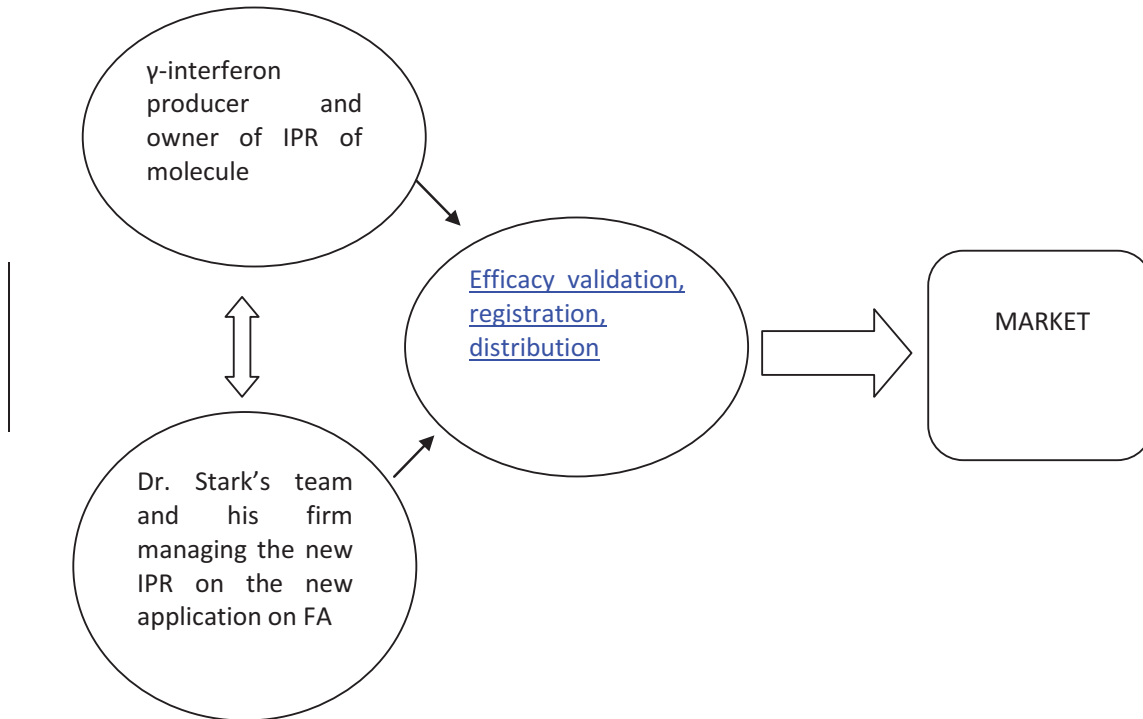 γ-interferon
producer and
owner of IPR of
molecule
Efficacy validation,
registration,
distribution
MARKET
Dr. Stark’s team
and his firm
managing the new
IPR on the new
application on FA